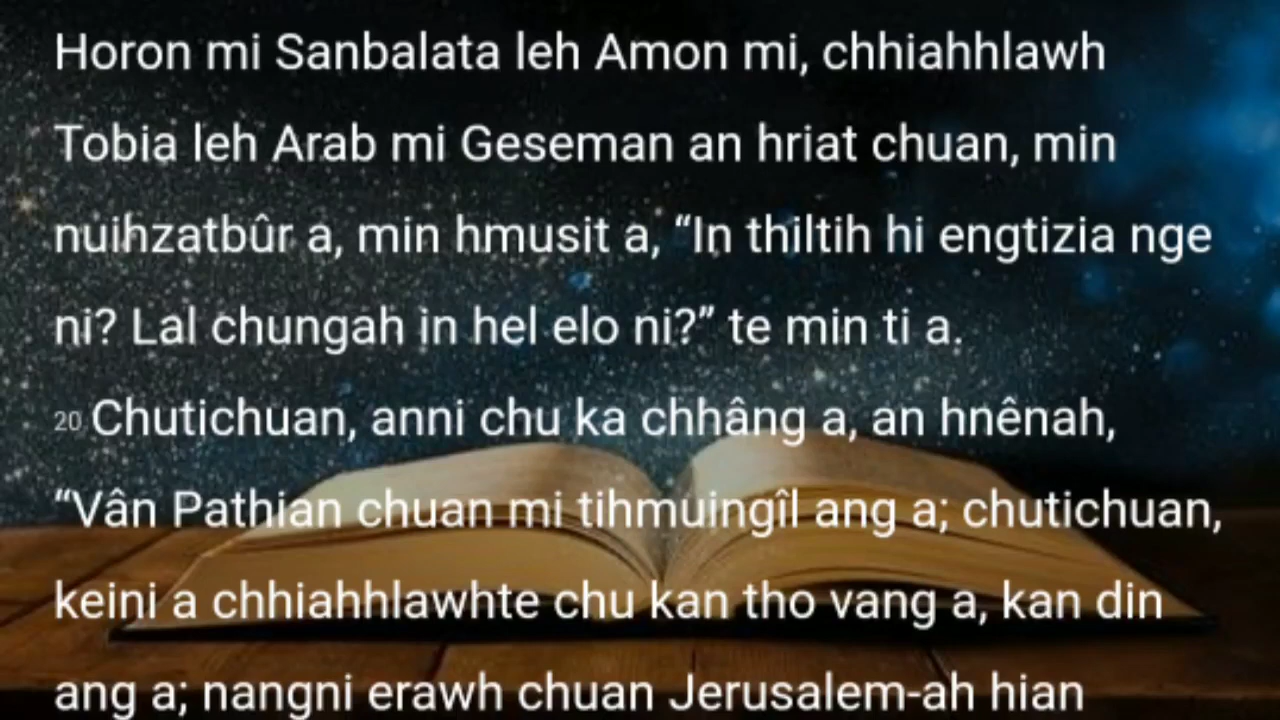 Horon mi Sanbalata leh Amon mi, chhiahhlawh
Tobia leh Arab mi Geseman an hriat chuan, min
nuihzatbûr a, min hmusit a, “In thiltih hi engtizia nge
ni? Lal chungah in hel elo ni?” te min ti a.
20 Chutichuan, anni chu ka chhâng a, an hnênah,
“Vân Pathian chuan mi tihmuingîl ang a; chutichuan,
keini a chhiahhlawhte chu kan tho vang a, kan din
ang a; nangni erawh chuan Jerusalem-ah hian